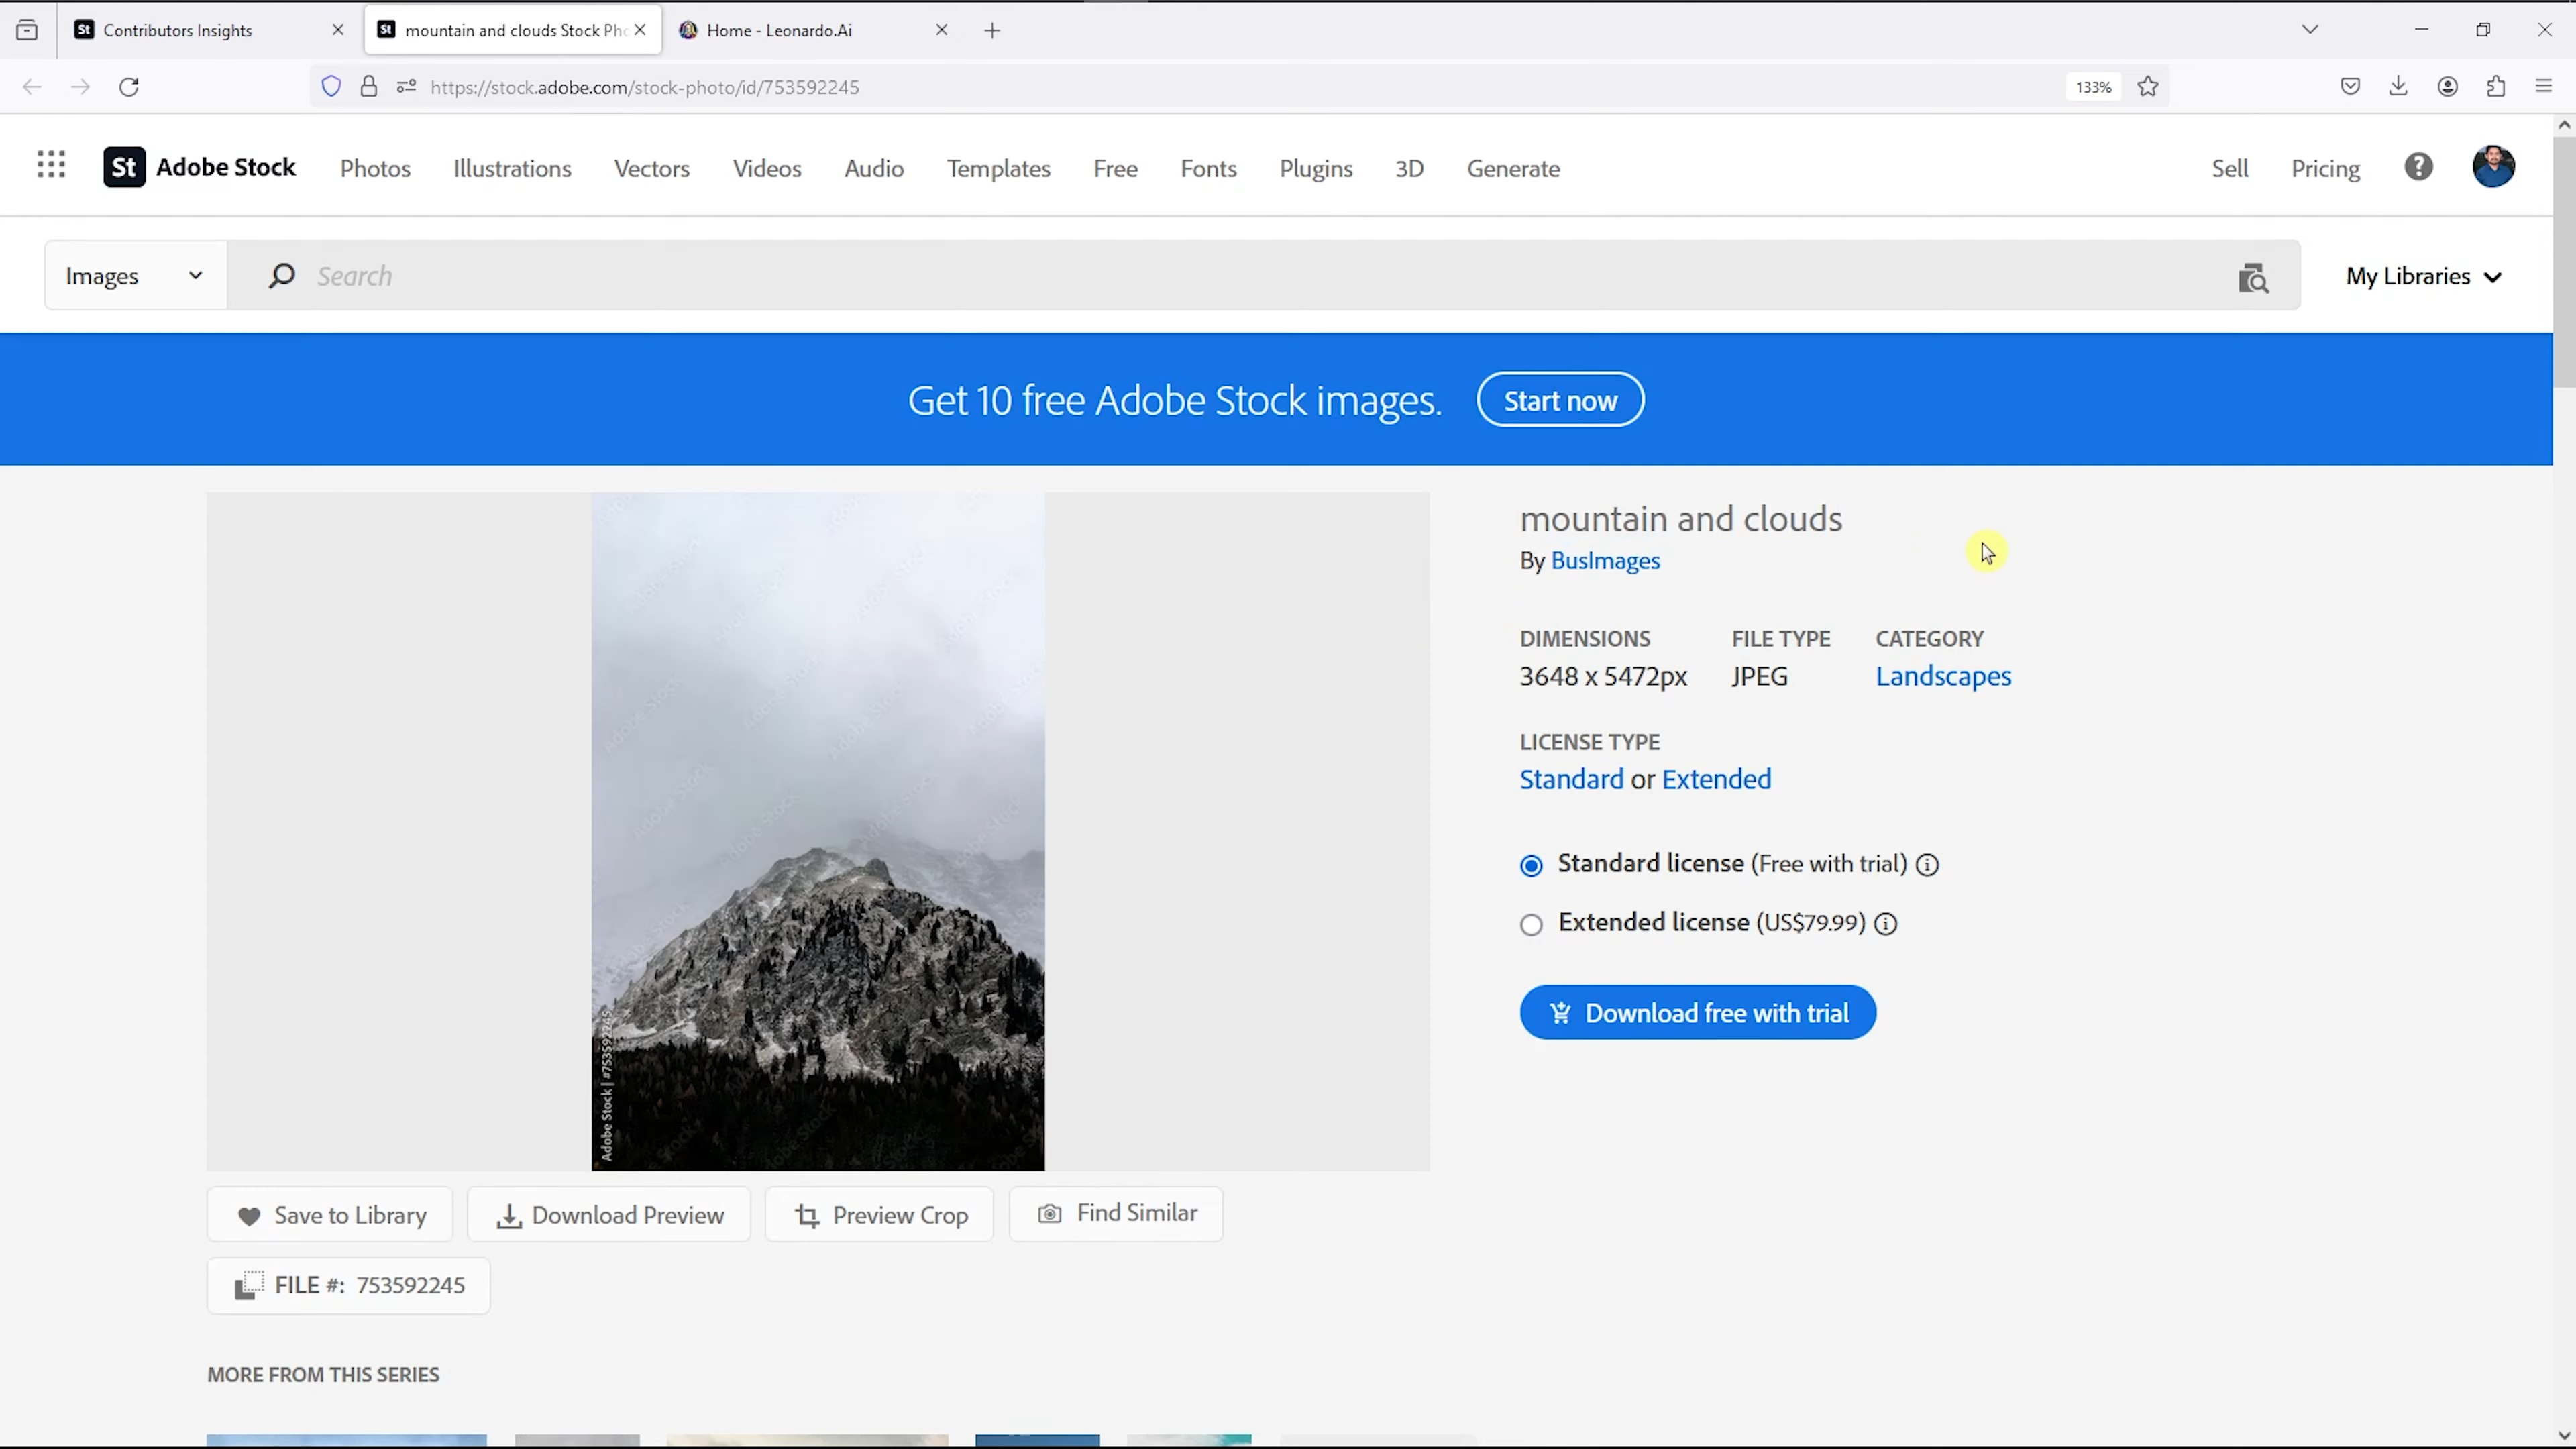 Contributors Insights
mountain and clouds Stock Pho
Home - Leonardo.Ai
https://stock.adobe.com/stock-photo/id/753592245
133%
St Adobe Stock
Photos
Illustrations
Vectors
Videos
Audio
Templates
Free
Fonts
Plugins
3D
Generate
Sell
Pricing
Images
Search
My Libraries
Get 10 free Adobe Stock images.
Start now
mountain and clouds
By BusImages
DIMENSIONS
FILE TYPE
CATEGORY
3648 x 5472px
JPEG
Landscapes
LICENSE TYPE
Standard or Extended
Standard license (Free with trial)
Extended license (US$79.99)
Download free with trial
Adobe Stock | #753592245
Save to Library
Download Preview
Preview Crop
Find Similar
FILE #: 753592245
MORE FROM THIS SERIES